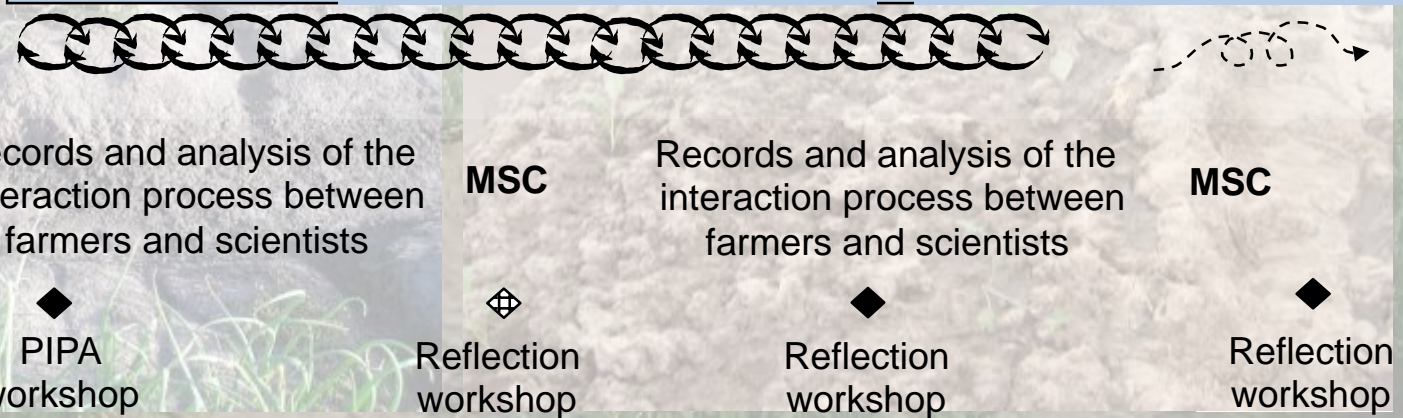 ecords and analysis of the
eraction process between
farmers and scientists
MSC
Records and analysis of the
interaction process between
farmers and scientists
MSC
PIPA
workshop
Reflection
workshop
Reflection
workshop
Reflection
workshop